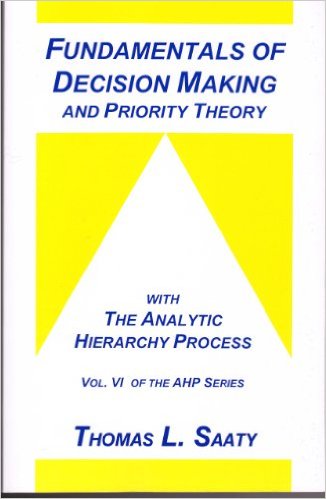 FUNDAMENTALS OF
DECISION MAKING
AND PRIORITY THEORY
WITH
THE ANALYTIC
HIERARCHY PROCESS
VOL. VI OF THE AHP SERIES
THOMAS L. SAATY